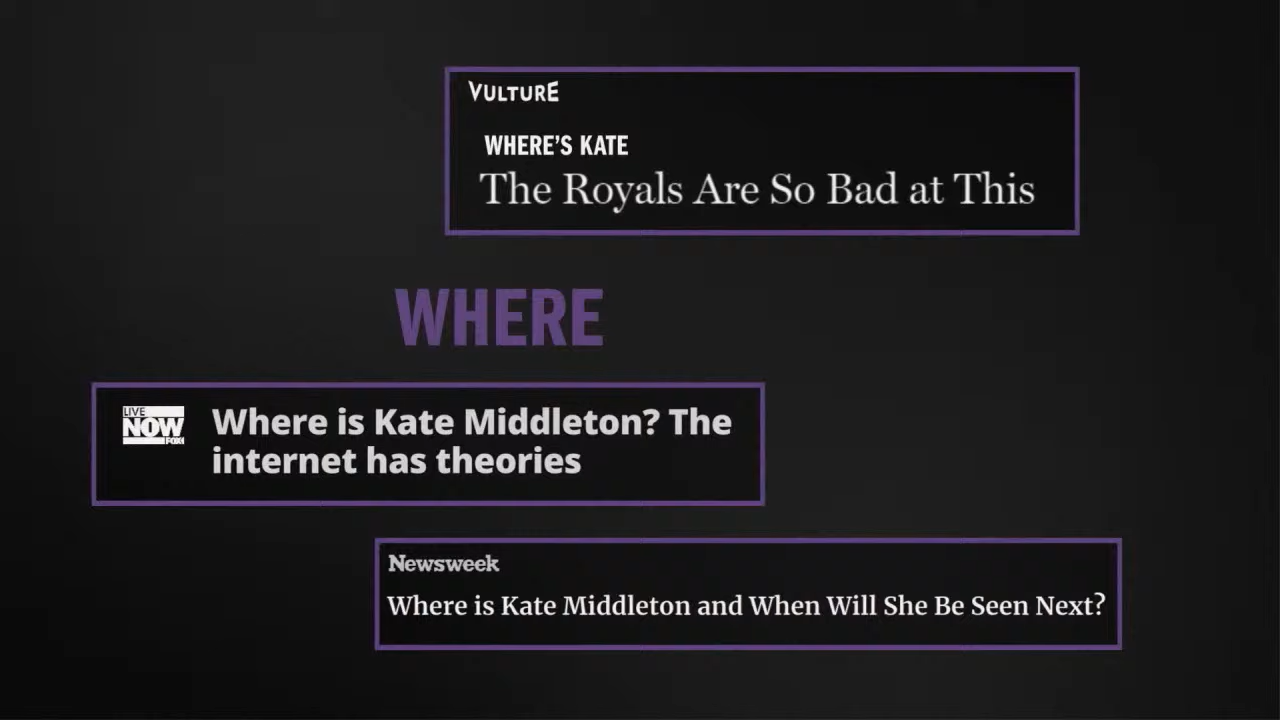 VULTURE
WHERE'S KATE
The Royals Are So Bad at This
WHERE
LIVE
NOW
FOX
Where is Kate Middleton? The
internet has theories
Newsweek
Where is Kate Middleton and When Will She Be Seen Next?